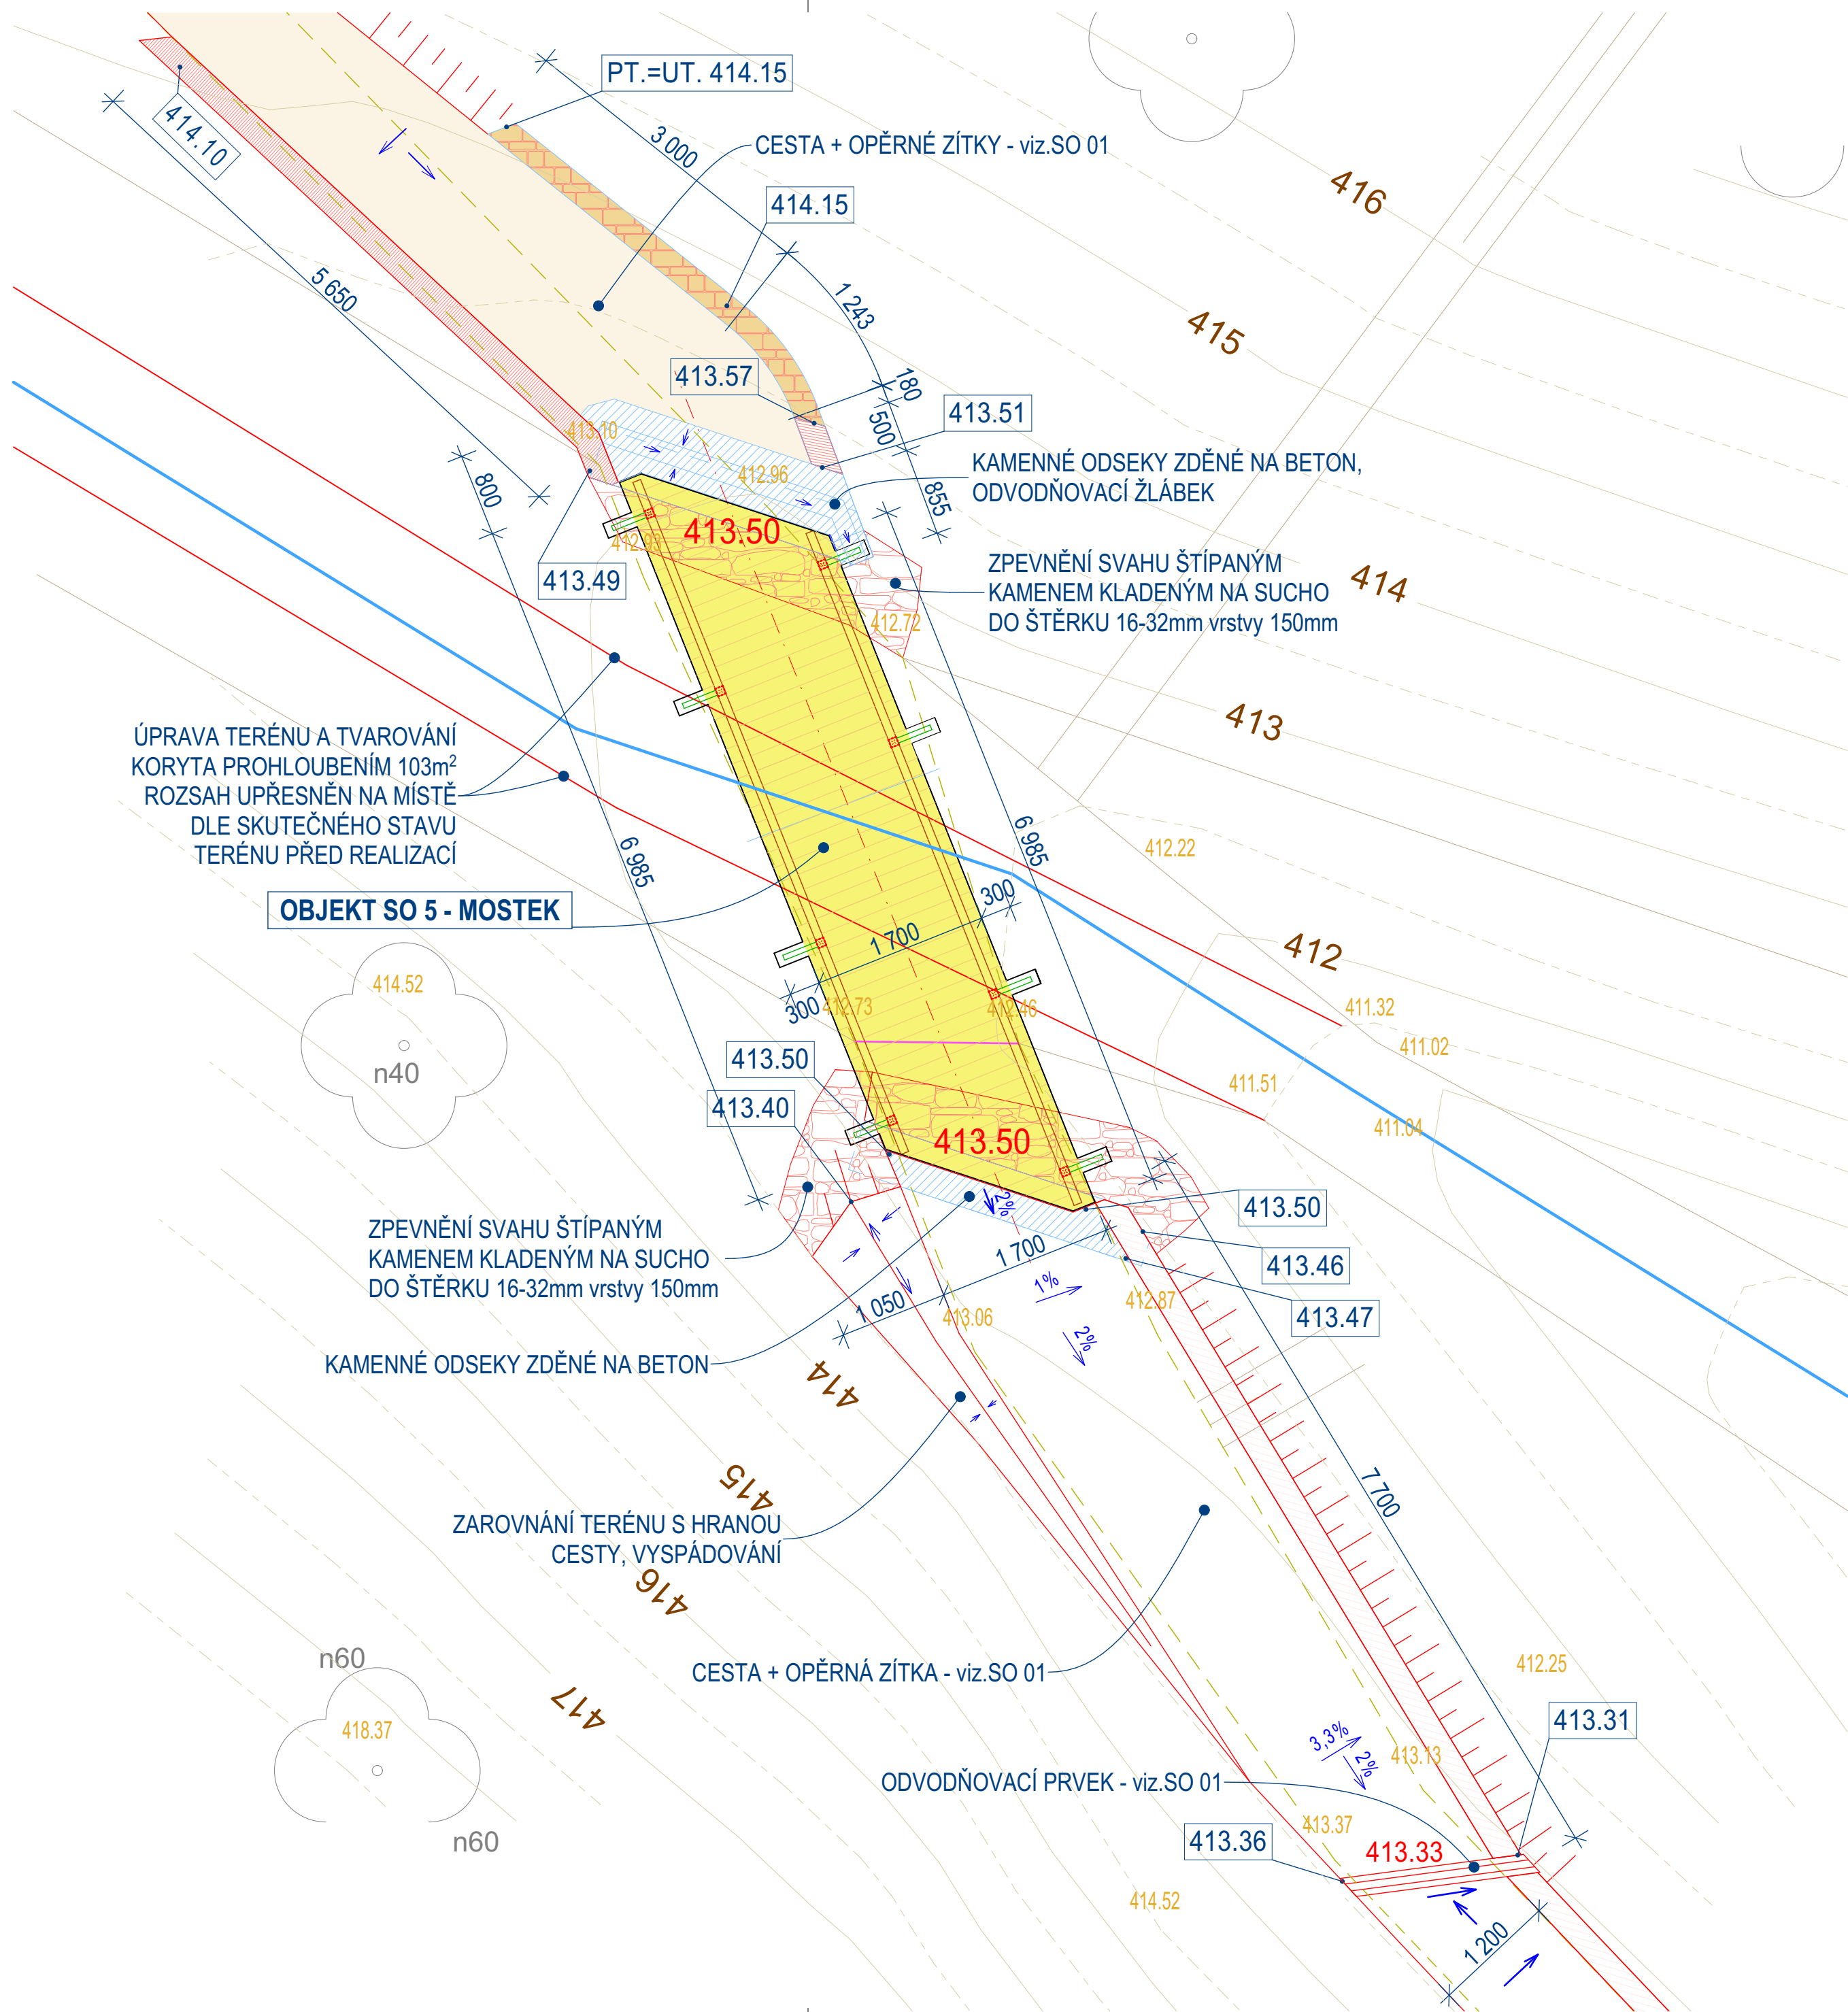 PT.=UT. 414.15
414.10
3 000
CESTA + OPĚRNÉ ZÍTKY - viz.SO 01
416
414.15
5 650
1 243
415
413.57
180
413.51
500
413.10
KAMENNÉ ODSEKY ZDĚNÉ NA BETON,
ODVODŇOVACÍ ŽLÁBEK
412.96
800
855
413.50
412.93
413.49
ZPEVNĚNÍ SVAHU ŠTÍPANÝM
KAMENEM KLADENÝM NA SUCHO
DO ŠTĚRKU 16-32mm vrstvy 150mm
414
412.72
413
ÚPRAVA TERÉNU A TVAROVÁNÍ
KORYTA PROHLOUBENÍM 103m²
ROZSAH UPŘESNĚN NA MÍSTĚ
DLE SKUTEČNÉHO STAVU
TERÉNU PŘED REALIZACÍ
6 985
6 985
412.22
OBJEKT SO 5 - MOSTEK
300
1 700
412
414.52
300
412.73
412.46
411.32
411.02
n40
413.50
411.51
413.40
411.04
413.50
2%
413.50
ZPEVNĚNÍ SVAHU ŠTÍPANÝM
KAMENEM KLADENÝM NA SUCHO
DO ŠTĚRKU 16-32mm vrstvy 150mm
1 700
413.46
1%
412.87
1 050
413.06
413.47
2%
KAMENNÉ ODSEKY ZDĚNÉ NA BETON
414
415
7 700
ZAROVNÁNÍ TERÉNU S HRANOU
CESTY, VYSPÁDOVÁNÍ
416
n60
CESTA + OPĚRNÁ ZÍTKA - viz.SO 01
412.25
417
418.37
413.31
3,3%
2%
413.13
ODVODŇOVACÍ PRVEK - viz.SO 01
413.37
n60
413.36
413.33
414.52
1 200